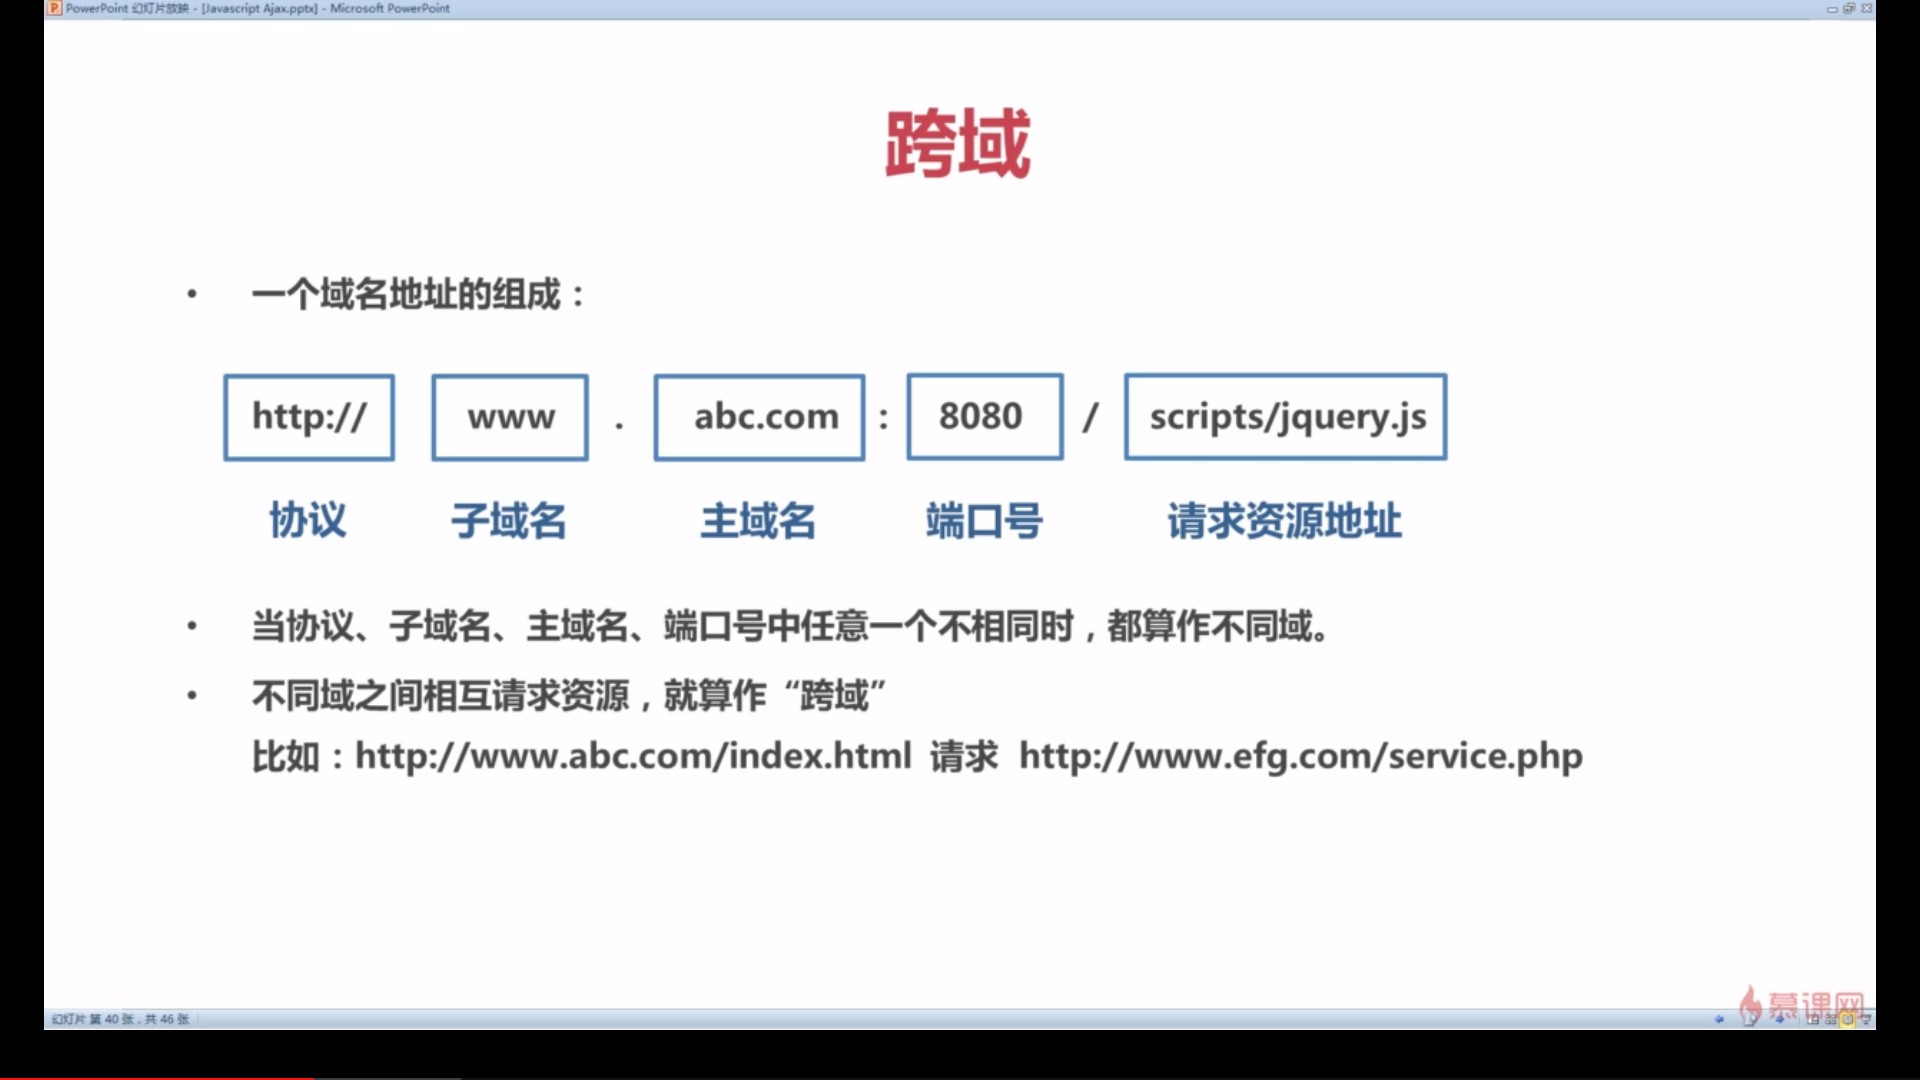 PowerPoint 幻灯片放映 - [Javascript Ajax.pptx] - Microsoft PowerPoint
跨域
• 一个域名地址的组成：
http:// www . abc.com : 8080 / scripts/jquery.js
协议 子域名 主域名 端口号 请求资源地址
• 当协议、子域名、主域名、端口号中任意一个不相同时，都算作不同域。
• 不同域之间相互请求资源，就算作“跨域”
比如：http://www.abc.com/index.html 请求 http://www.efg.com/service.php
慕课网
幻灯片 第 40 张，共 46 张